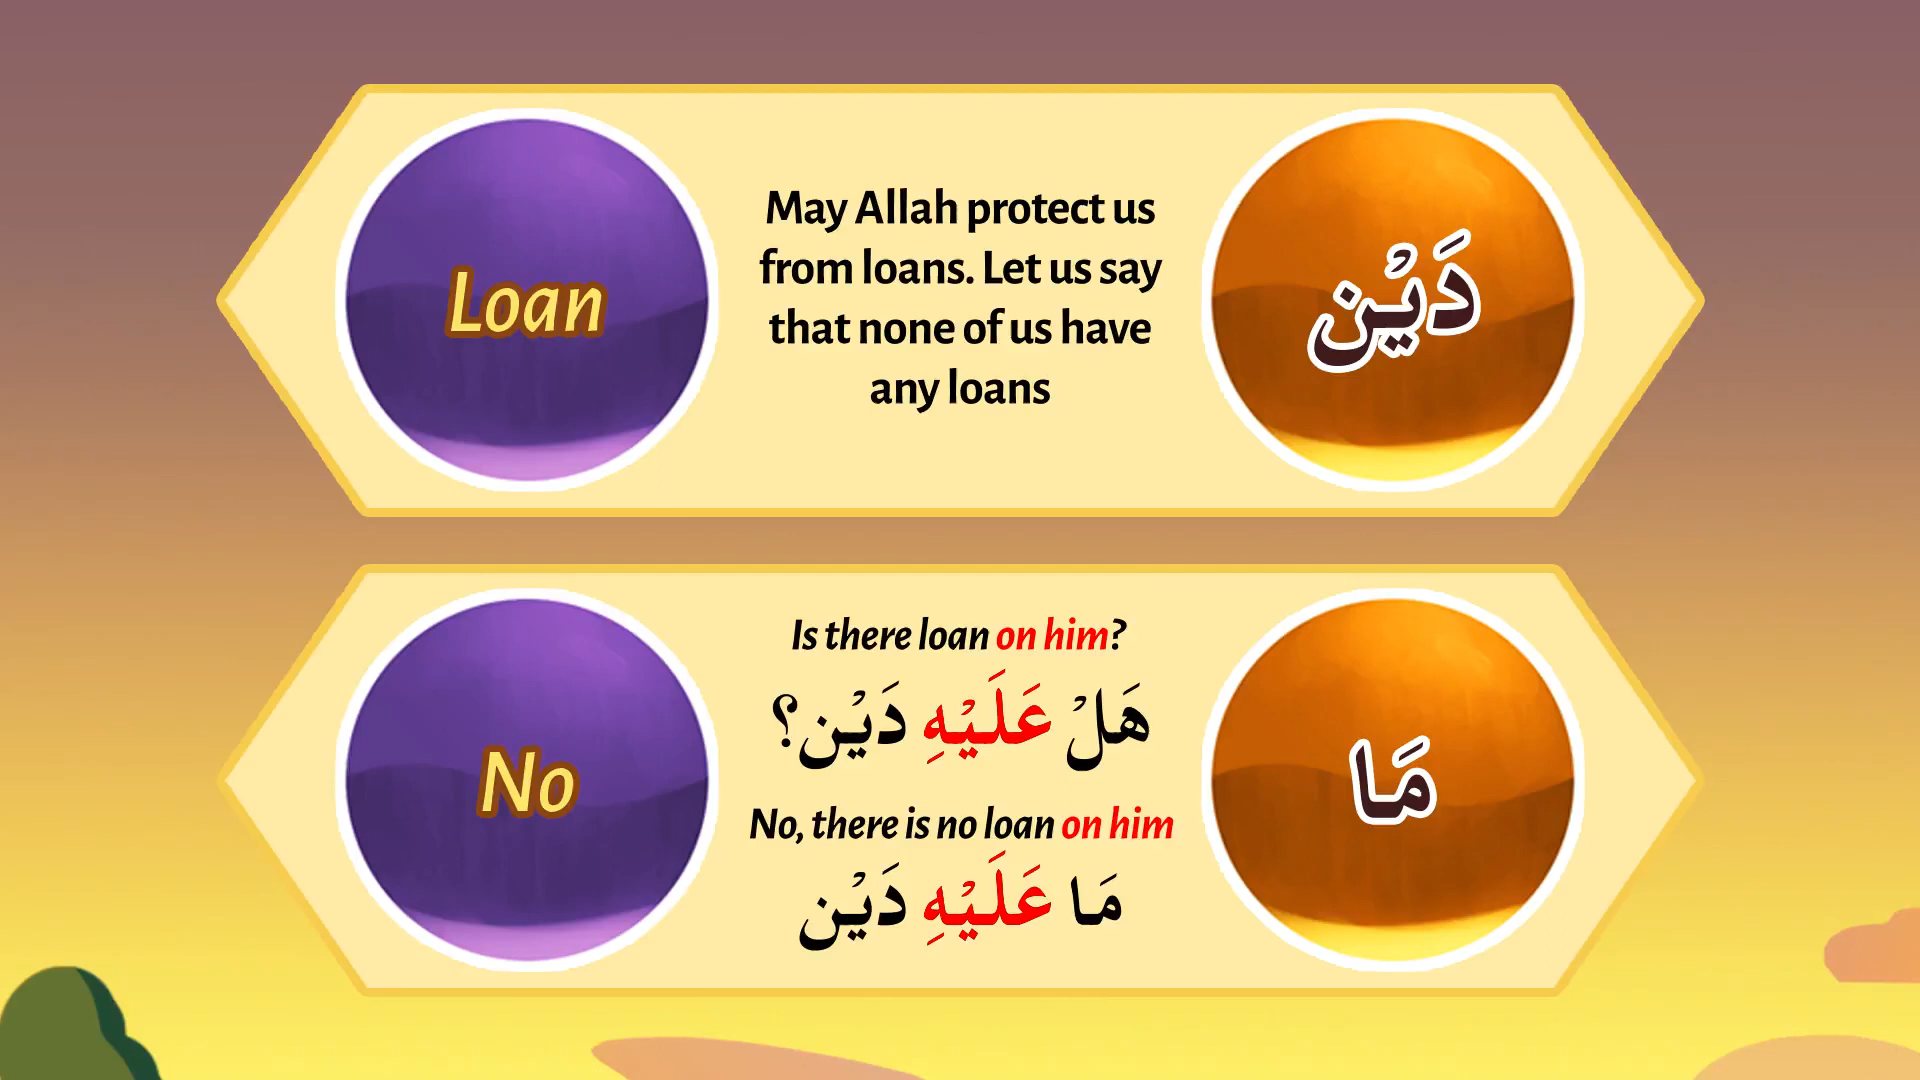 Loan
May Allah protect us
from loans. Let us say
that none of us have
any loans
دَيْن
No
Is there loan on him?
هَلْ عَلَيْهِ دَيْن؟
No, there is no loan on him
مَا عَلَيْهِ دَيْن
مَا